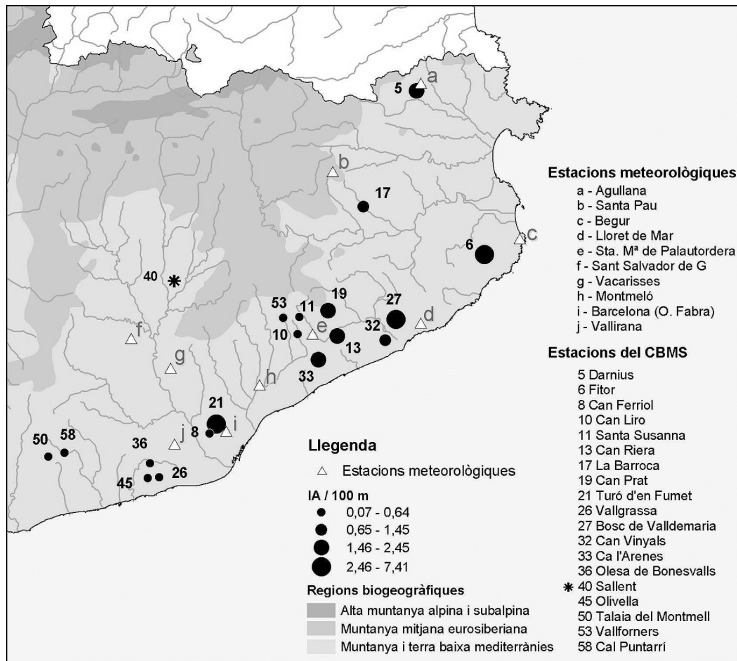 a
5
b
17
c
6
40
53
11
19
27
f
10
e
32
d
13
g
33
h
21
8
i
50
58
j
36
45
26
Estacions meteorològiques
a - Agullana
b - Santa Pau
c - Begur
d - Lloret de Mar
e - Sta. Mª de Palautordera
f - Sant Salvador de G
g - Vacarisses
h - Montmeló
i - Barcelona (O. Fabra)
j - Vallirana
Estacions del CBMS
5 Darnius
6 Fitor
8 Can Ferriol
10 Can Liro
11 Santa Susanna
13 Can Riera
17 La Barroca
19 Can Prat
21 Turó d'en Fumet
26 Vallgrassa
27 Bosc de Valldemaria
32 Can Vinyals
33 Ca l'Arenes
36 Olesa de Bonesvalls
40 Sallent
45 Olivella
50 Talaia del Montmell
53 Vallforners
58 Cal Puntarrí
Llegenda
Estacions meteorològiques
IA / 100 m
0,07 - 0,64
0,65 - 1,45
1,46 - 2,45
2,46 - 7,41
Regions biogeogràfiques
Alta muntanya alpina i subalpina
Muntanya mitjana eurosiberiana
Muntanya i terra baixa mediterrànies